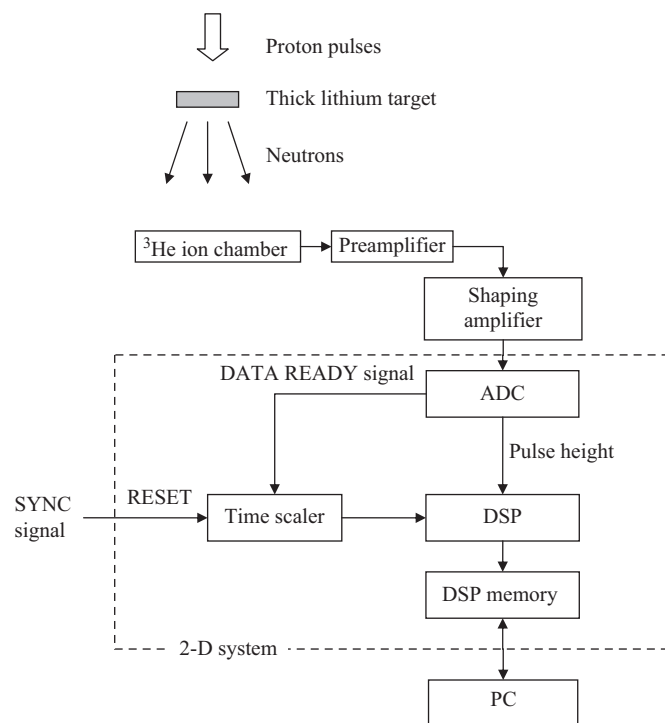 Proton pulses
Thick lithium target
Neutrons
³He ion chamber
Preamplifier
Shaping
amplifier
DATA READY signal
ADC
Pulse height
SYNC
signal
RESET
Time scaler
DSP
DSP memory
2-D system
PC